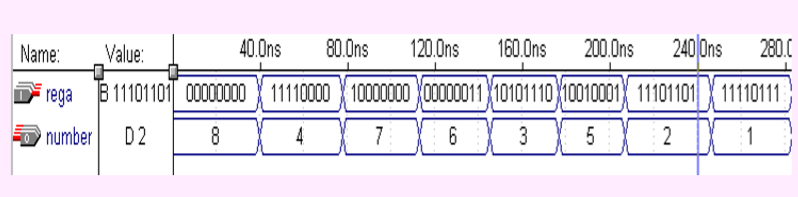 Name: Value: 40.0ns 80.0ns 120.0ns 160.0ns 200.0ns 240.0ns 280.0
rega B 11101101 00000000 11110000 10000000 00000011 10101110 10010001 11101101 11110111
number D 2 8 4 7 6 3 5 2 1